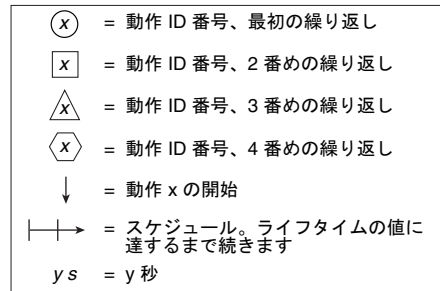 x = 動作 ID 番号、最初の繰り返し
x = 動作 ID 番号、2 番めの繰り返し
x = 動作 ID 番号、3 番めの繰り返し
x = 動作 ID 番号、4 番めの繰り返し
= 動作 x の開始
= スケジュール。ライフタイムの値に
達するまで続きます
y s = y 秒